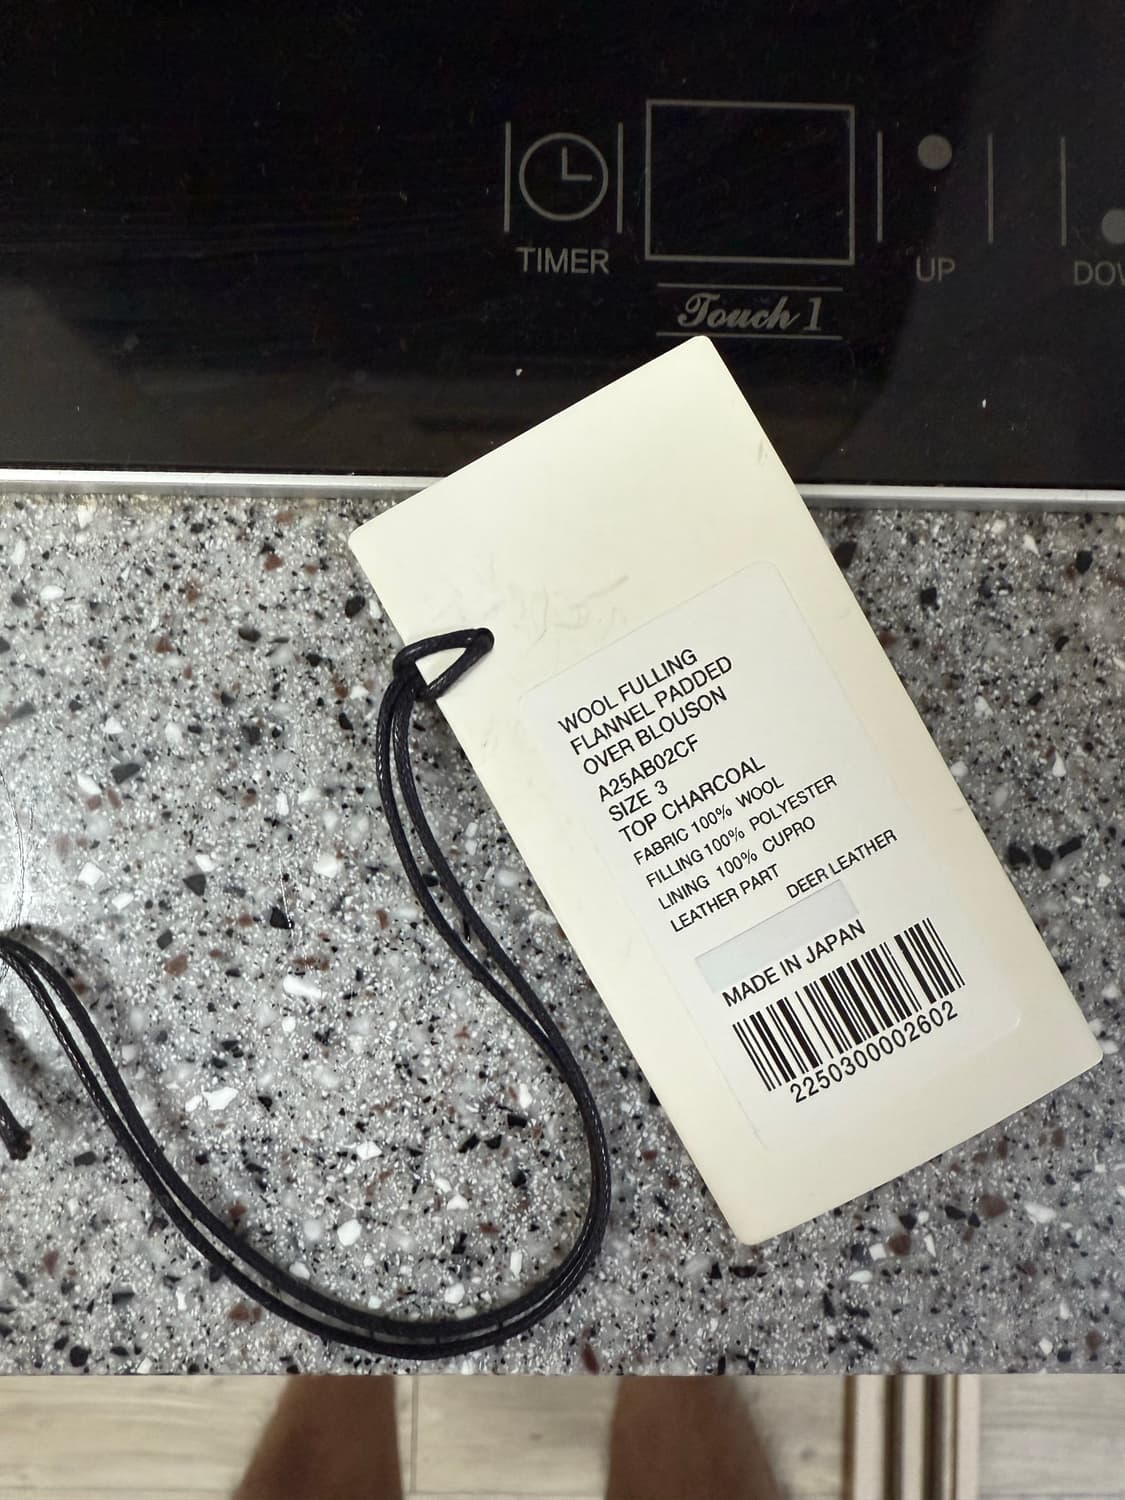 TIMER
UP
DOW
Touch 1
WOOL FULLING
FLANNEL PADDED
OVER BLOUSON
A25AB02CF
SIZE 3
TOP CHARCOAL
FABRIC 100% WOOL
FILLING 100% POLYESTER
LINING 100% CUPRO
LEATHER PART DEER LEATHER
MADE IN JAPAN
2250300002602